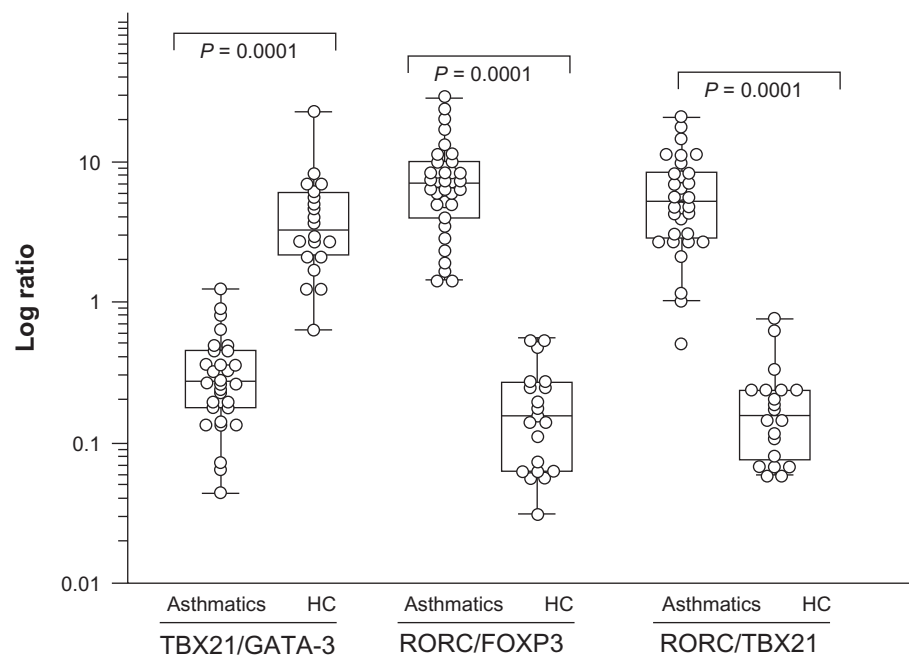 P = 0.0001
P = 0.0001
P = 0.0001
10
1
0.1
0.01
Log ratio
Asthmatics HC Asthmatics HC Asthmatics HC
TBX21/GATA-3 RORC/FOXP3 RORC/TBX21